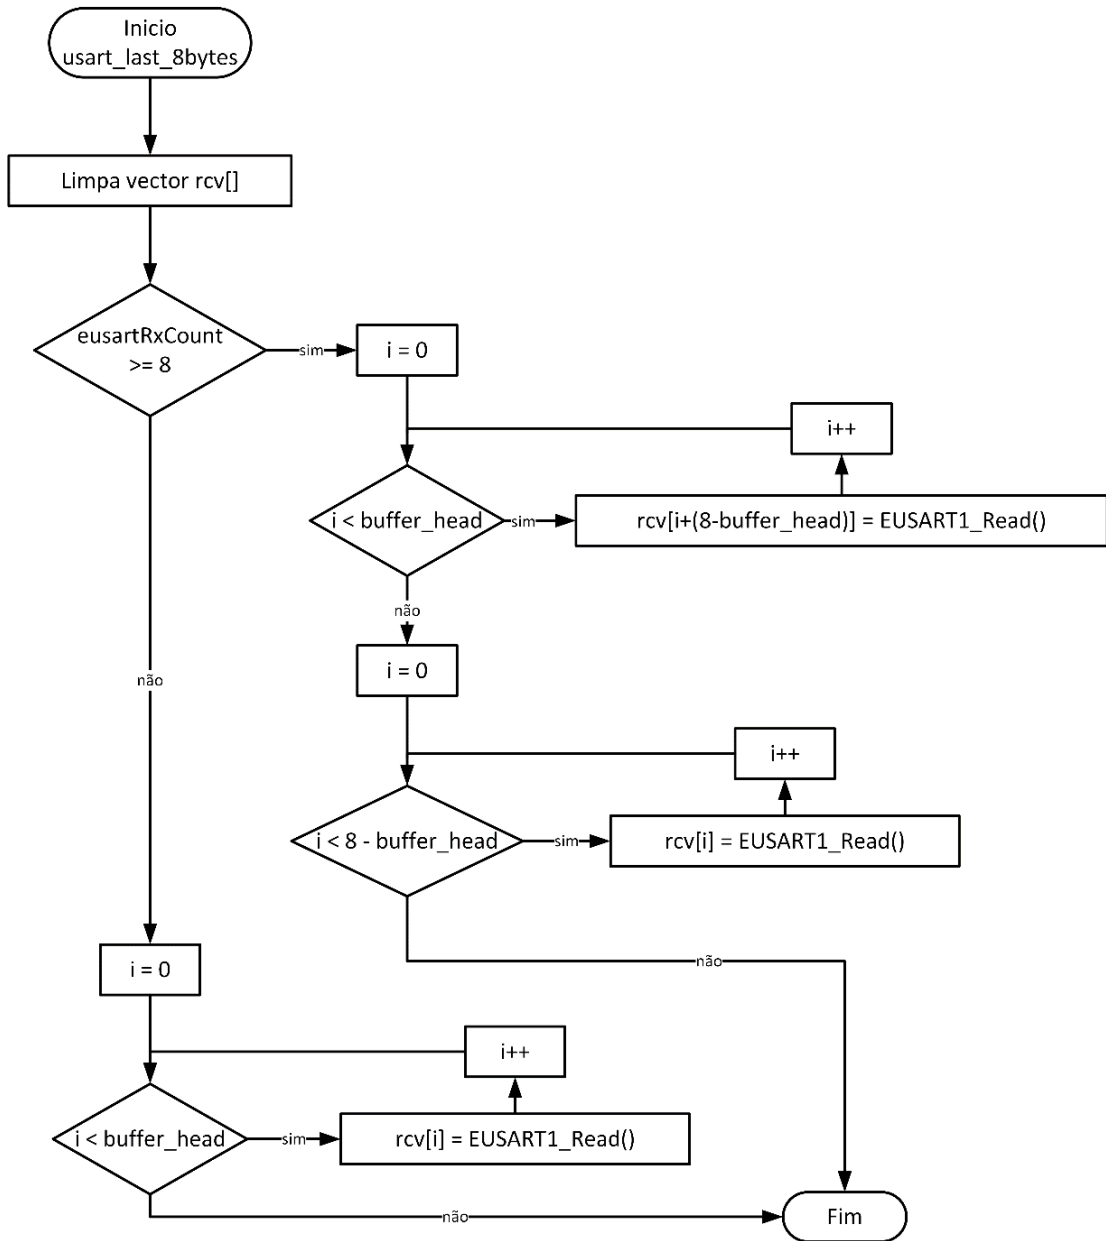 Inicio
usart_last_8bytes
Limpa vector rcv[]
eusartRxCount
>= 8
sim
i = 0
i++
i < buffer_head
sim
rcv[i+(8-buffer_head)] = EUSART1_Read()
não
i = 0
não
i++
i < 8 - buffer_head
sim
rcv[i] = EUSART1_Read()
não
i = 0
i++
i < buffer_head
sim
rcv[i] = EUSART1_Read()
não
Fim